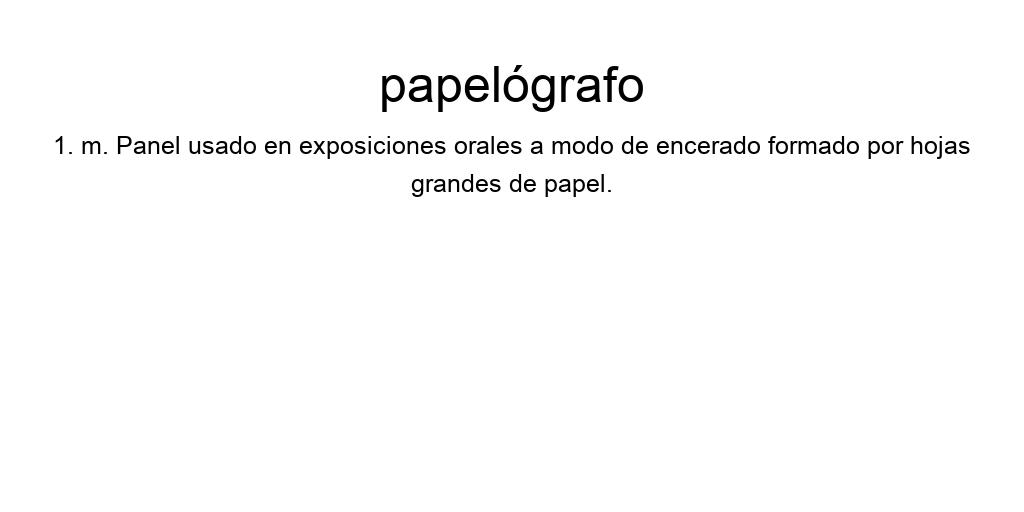 papelógrafo
1. m. Panel usado en exposiciones orales a modo de encerado formado por hojas
grandes de papel.